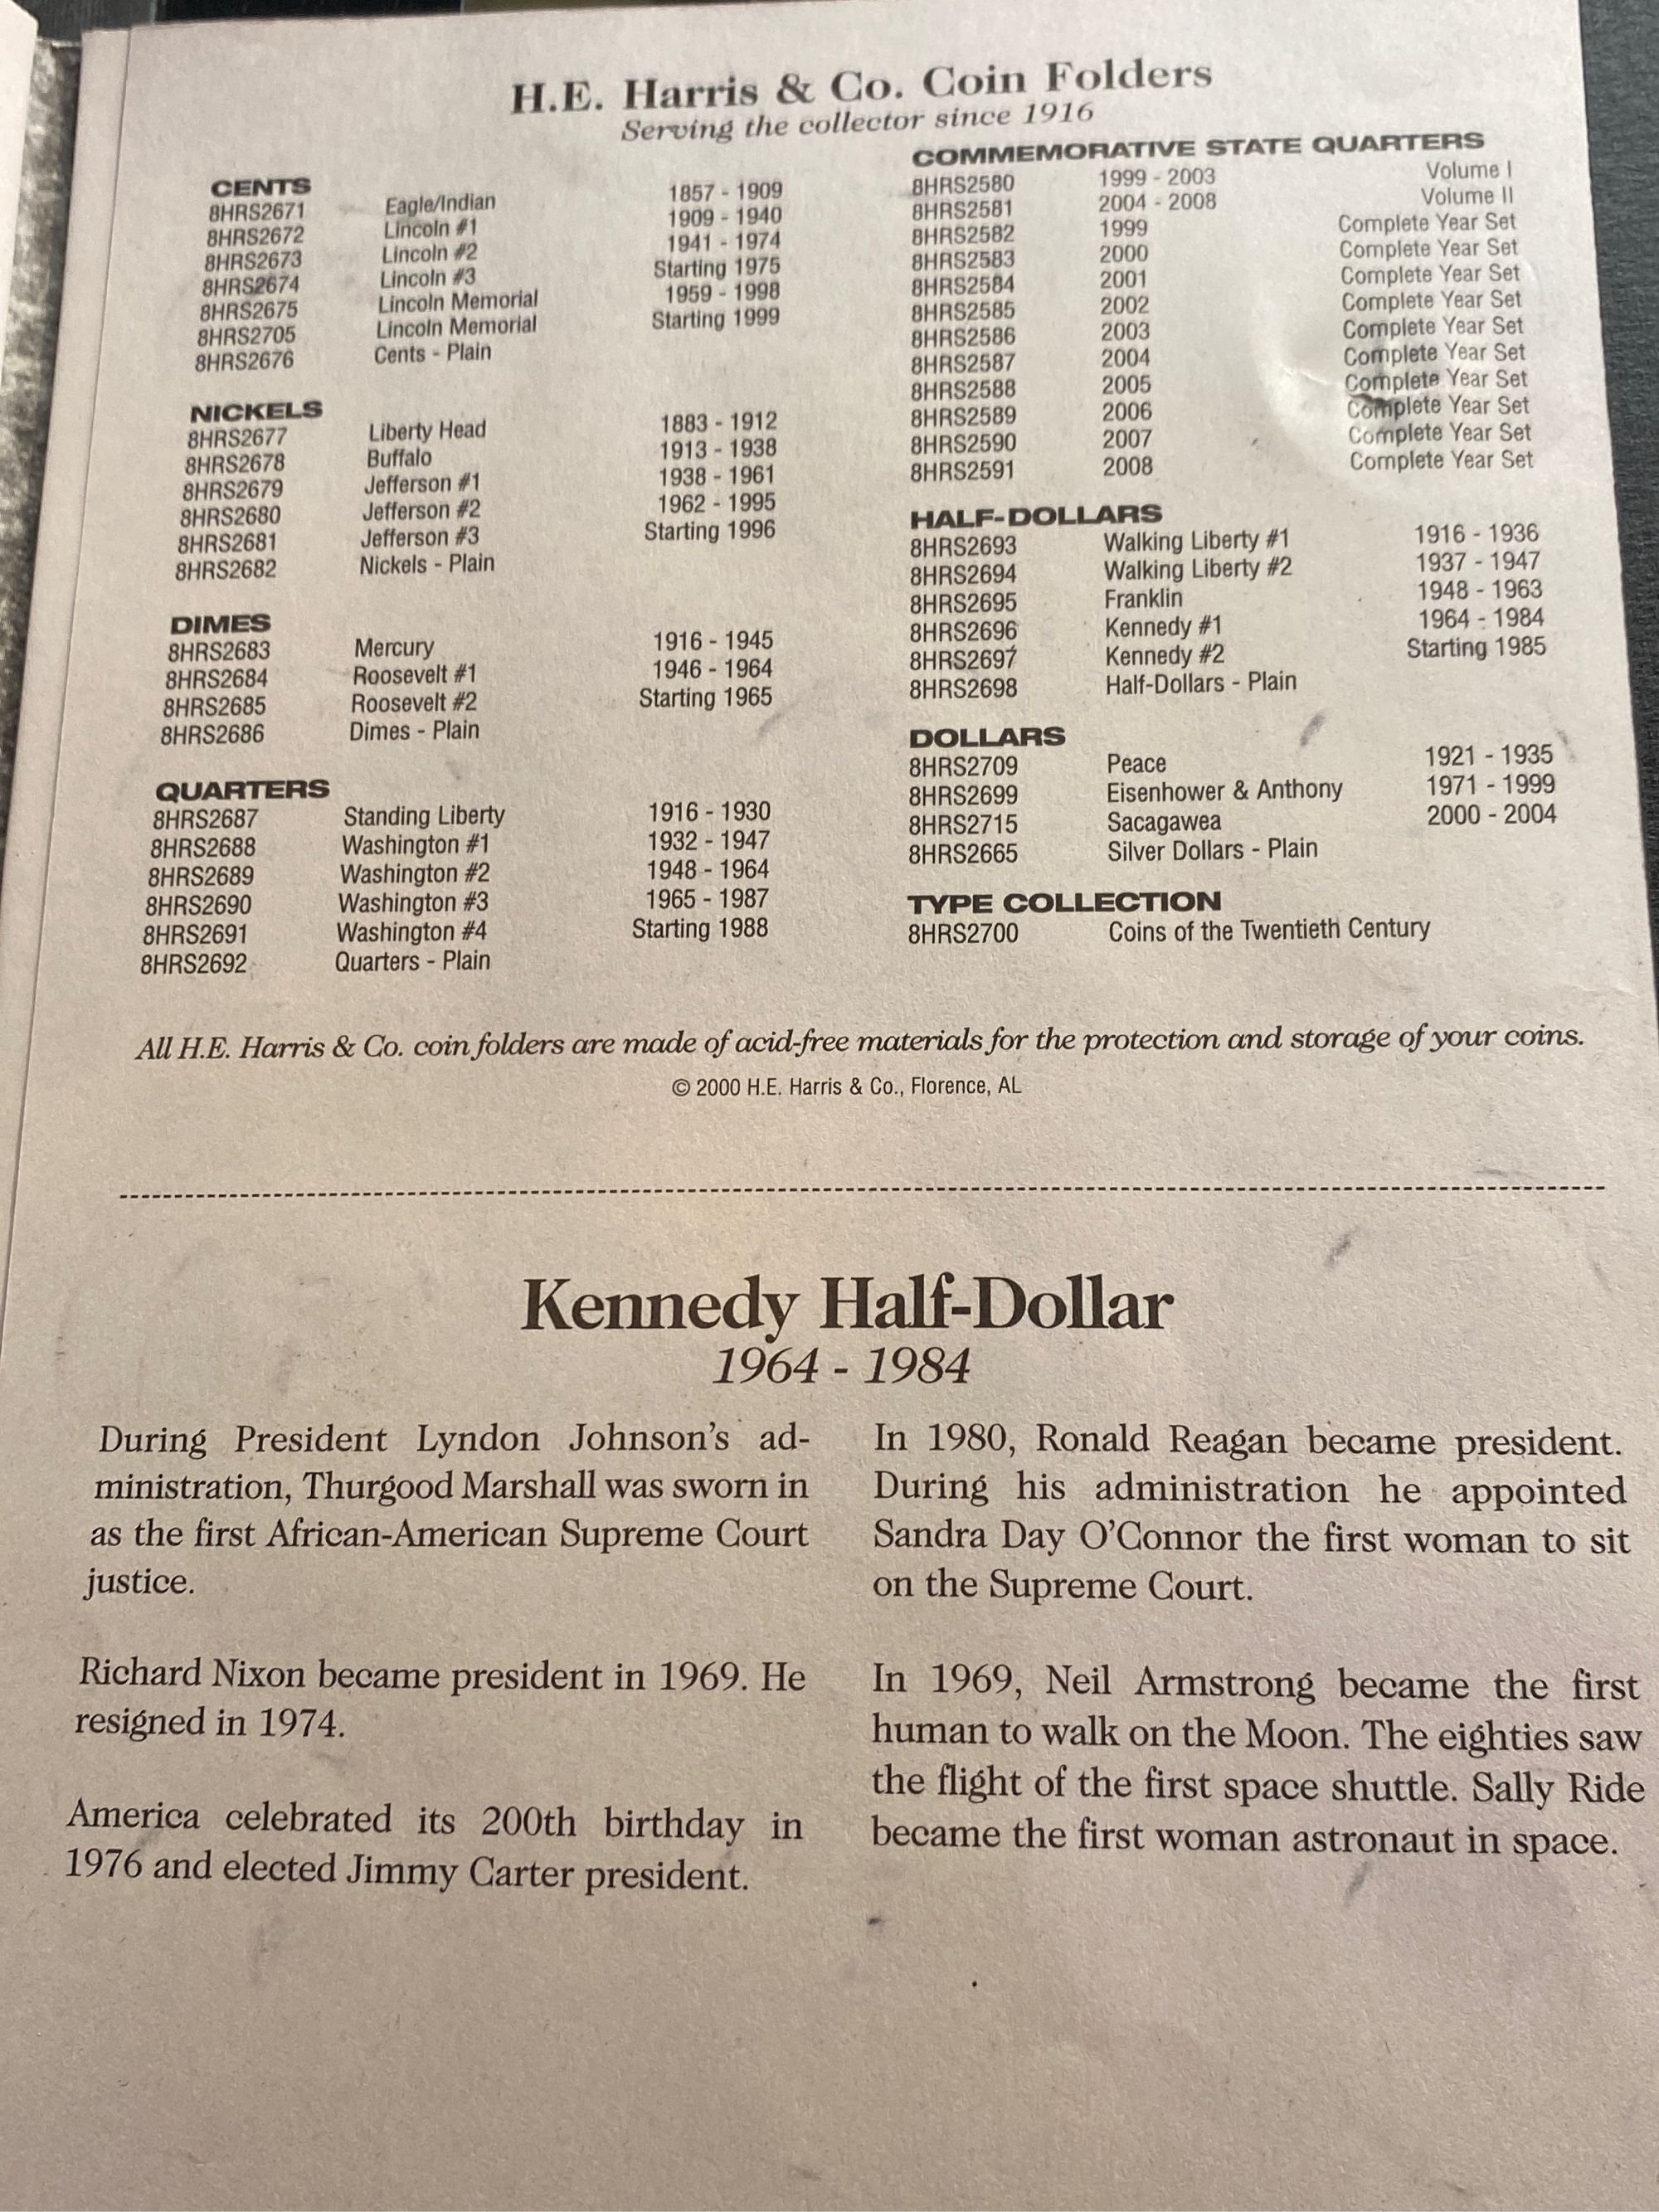 H.E. Harris & Co. Coin Folders
Serving the collector since 1916
CENTS
8HRS2671 Eagle/Indian 1857 - 1909
8HRS2672 Lincoln #1 1909 - 1940
8HRS2673 Lincoln #2 1941 - 1974
8HRS2674 Lincoln #3 Starting 1975
8HRS2675 Lincoln Memorial 1959 - 1998
8HRS2705 Lincoln Memorial Starting 1999
8HRS2676 Cents - Plain
NICKELS
8HRS2677 Liberty Head 1883 - 1912
8HRS2678 Buffalo 1913 - 1938
8HRS2679 Jefferson #1 1938 - 1961
8HRS2680 Jefferson #2 1962 - 1995
8HRS2681 Jefferson #3 Starting 1996
8HRS2682 Nickels - Plain
DIMES
8HRS2683 Mercury 1916 - 1945
8HRS2684 Roosevelt #1 1946 - 1964
8HRS2685 Roosevelt #2 Starting 1965
8HRS2686 Dimes - Plain
QUARTERS
8HRS2687 Standing Liberty 1916 - 1930
8HRS2688 Washington #1 1932 - 1947
8HRS2689 Washington #2 1948 - 1964
8HRS2690 Washington #3 1965 - 1987
8HRS2691 Washington #4 Starting 1988
8HRS2692 Quarters - Plain
COMMEMORATIVE STATE QUARTERS
8HRS2580 1999 - 2003 Volume I
8HRS2581 2004 - 2008 Volume II
8HRS2582 1999 Complete Year Set
8HRS2583 2000 Complete Year Set
8HRS2584 2001 Complete Year Set
8HRS2585 2002 Complete Year Set
8HRS2586 2003 Complete Year Set
8HRS2587 2004 Complete Year Set
8HRS2588 2005 Complete Year Set
8HRS2589 2006 Complete Year Set
8HRS2590 2007 Complete Year Set
8HRS2591 2008 Complete Year Set
HALF-DOLLARS
8HRS2693 Walking Liberty #1 1916 - 1936
8HRS2694 Walking Liberty #2 1937 - 1947
8HRS2695 Franklin 1948 - 1963
8HRS2696 Kennedy #1 1964 - 1984
8HRS2697 Kennedy #2 Starting 1985
8HRS2698 Half-Dollars - Plain
DOLLARS
8HRS2709 Peace 1921 - 1935
8HRS2699 Eisenhower & Anthony 1971 - 1999
8HRS2715 Sacagawea 2000 - 2004
8HRS2665 Silver Dollars - Plain
TYPE COLLECTION
8HRS2700 Coins of the Twentieth Century
All H.E. Harris & Co. coin folders are made of acid-free materials for the protection and storage of your coins.
© 2000 H.E. Harris & Co., Florence, AL
Kennedy Half-Dollar
1964 - 1984
During President Lyndon Johnson's ad-
ministration, Thurgood Marshall was sworn in
as the first African-American Supreme Court
justice.
Richard Nixon became president in 1969. He
resigned in 1974.
America celebrated its 200th birthday in
1976 and elected Jimmy Carter president.
In 1980, Ronald Reagan became president.
During his administration he appointed
Sandra Day O'Connor the first woman to sit
on the Supreme Court.
In 1969, Neil Armstrong became the first
human to walk on the Moon. The eighties saw
the flight of the first space shuttle. Sally Ride
became the first woman astronaut in space.